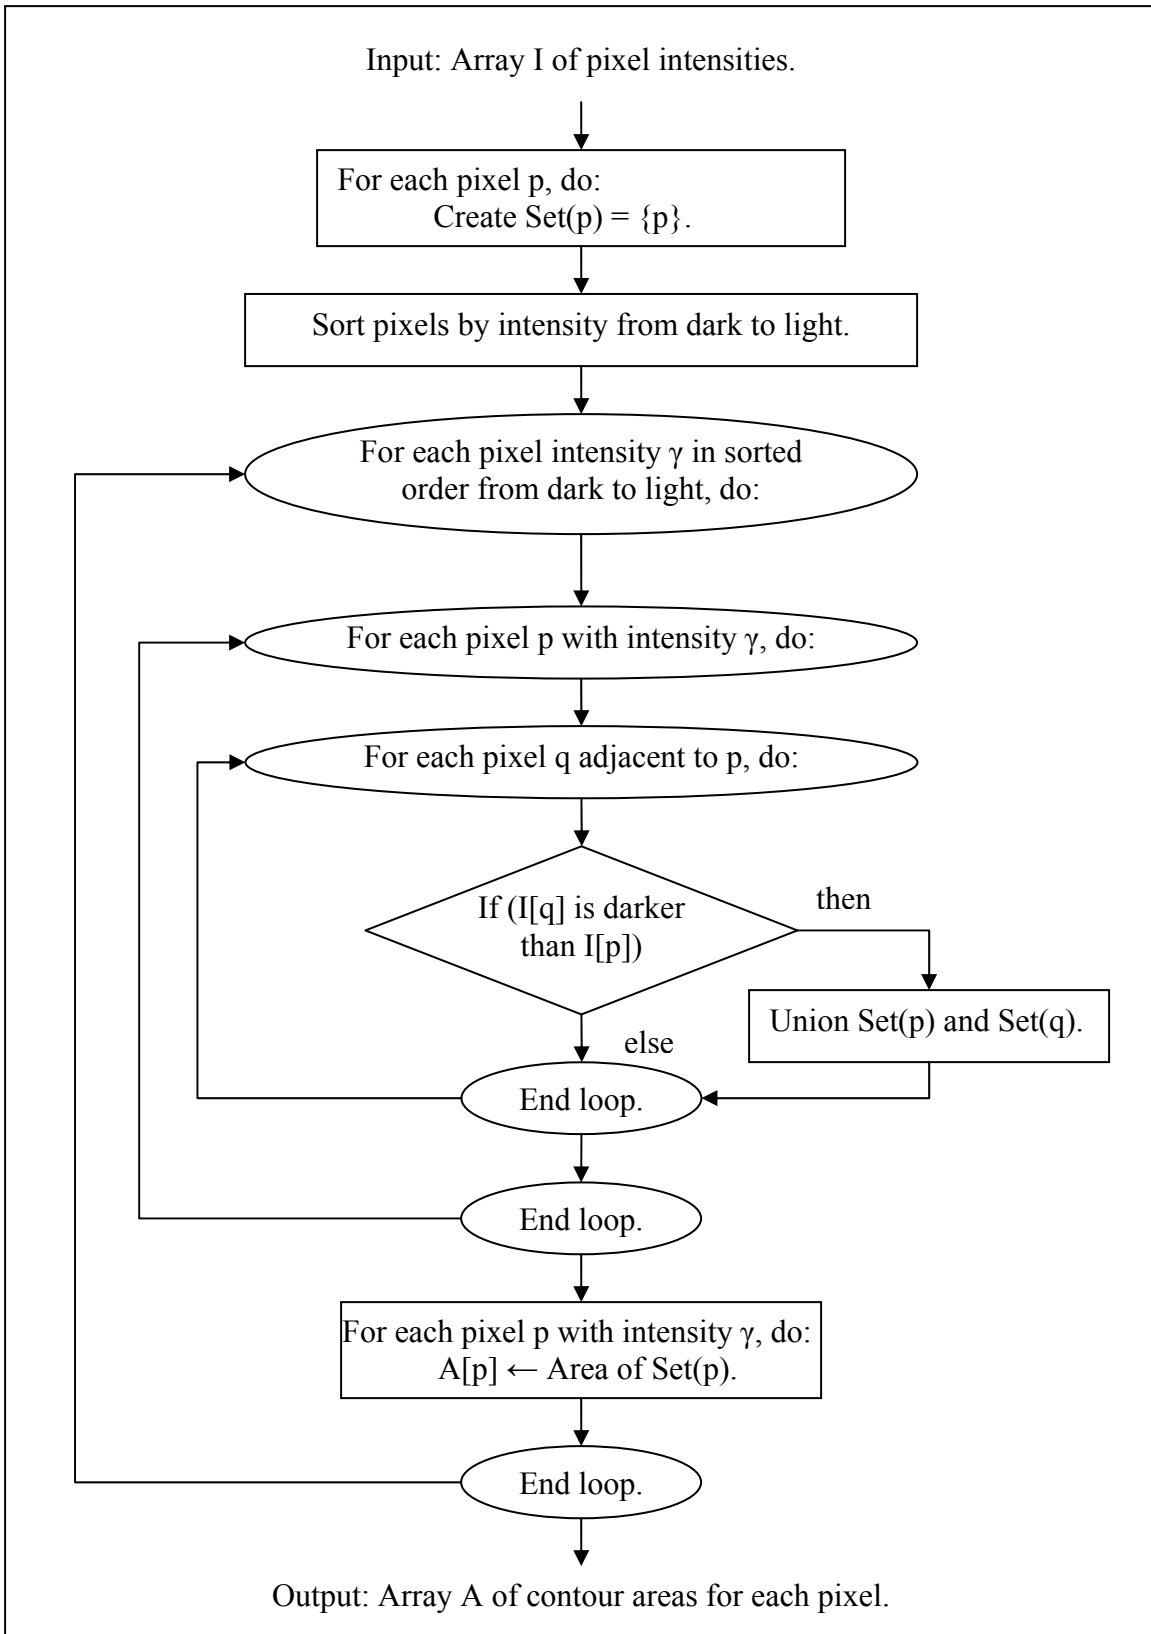 Input: Array I of pixel intensities.
For each pixel p, do:
Create Set(p) = {p}.
Sort pixels by intensity from dark to light.
For each pixel intensity γ in sorted
order from dark to light, do:
For each pixel p with intensity γ, do:
For each pixel q adjacent to p, do:
If (I[q] is darker
than I[p])
then
Union Set(p) and Set(q).
else
End loop.
End loop.
For each pixel p with intensity γ, do:
A[p] ← Area of Set(p).
End loop.
Output: Array A of contour areas for each pixel.